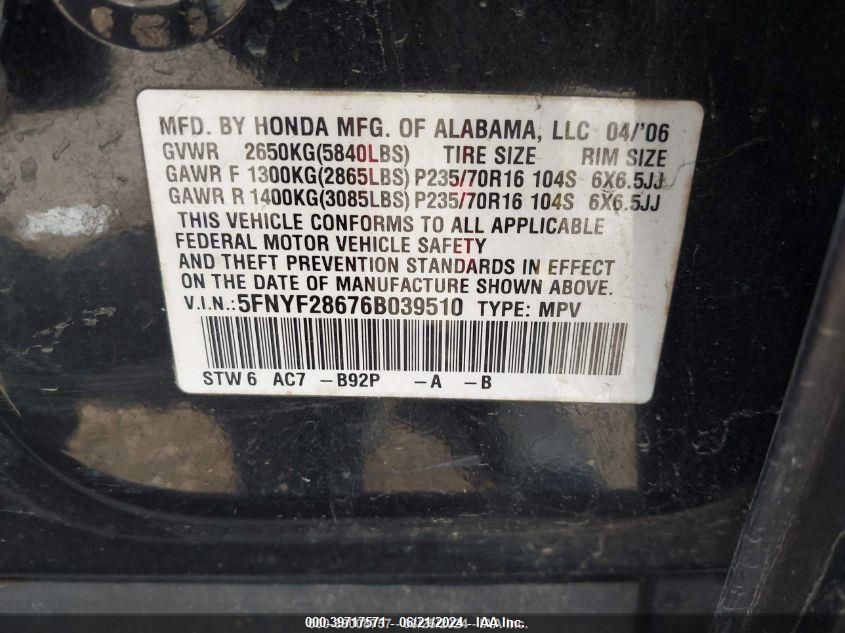 MFD. BY HONDA MFG. OF ALABAMA, LLC 04/'06
GVWR 2650KG(5840LBS) TIRE SIZE RIM SIZE
GAWR F 1300KG(2865LBS) P235/70R16 104S 6X6.5JJ
GAWR R 1400KG(3085LBS) P235/70R16 104S 6X6.5JJ
THIS VEHICLE CONFORMS TO ALL APPLICABLE
FEDERAL MOTOR VEHICLE SAFETY
AND THEFT PREVENTION STANDARDS IN EFFECT
ON THE DATE OF MANUFACTURE SHOWN ABOVE.
V.I.N.:5FNYF28676B039510 TYPE: MPV
STW6 AC7 –B92P –A –B
000-39717571 - 06/21/2024 - IAA Inc.